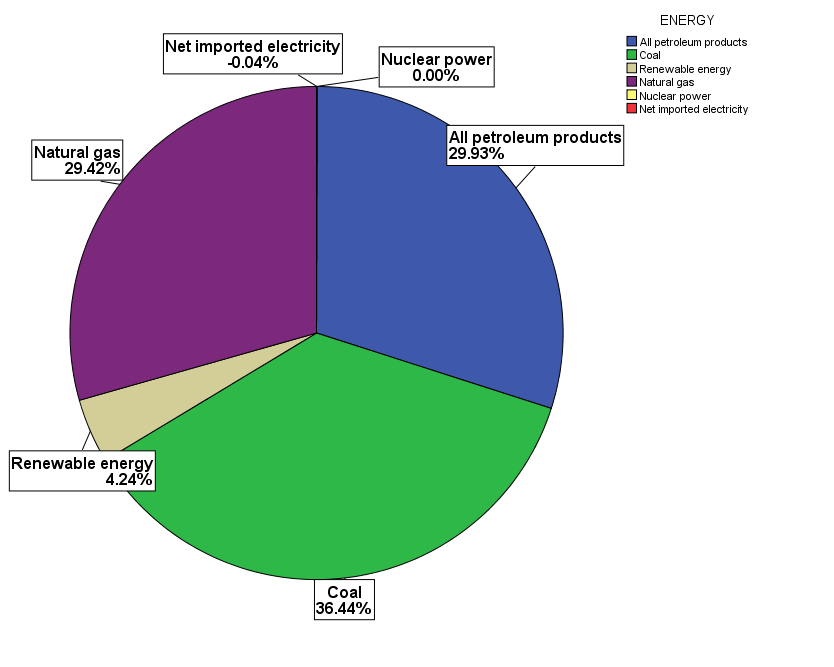 ENERGY
All petroleum products
Coal
Renewable energy
Natural gas
Nuclear power
Net imported electricity
Net imported electricity
-0.04%
Nuclear power
0.00%
All petroleum products
29.93%
Natural gas
29.42%
Renewable energy
4.24%
Coal
36.44%